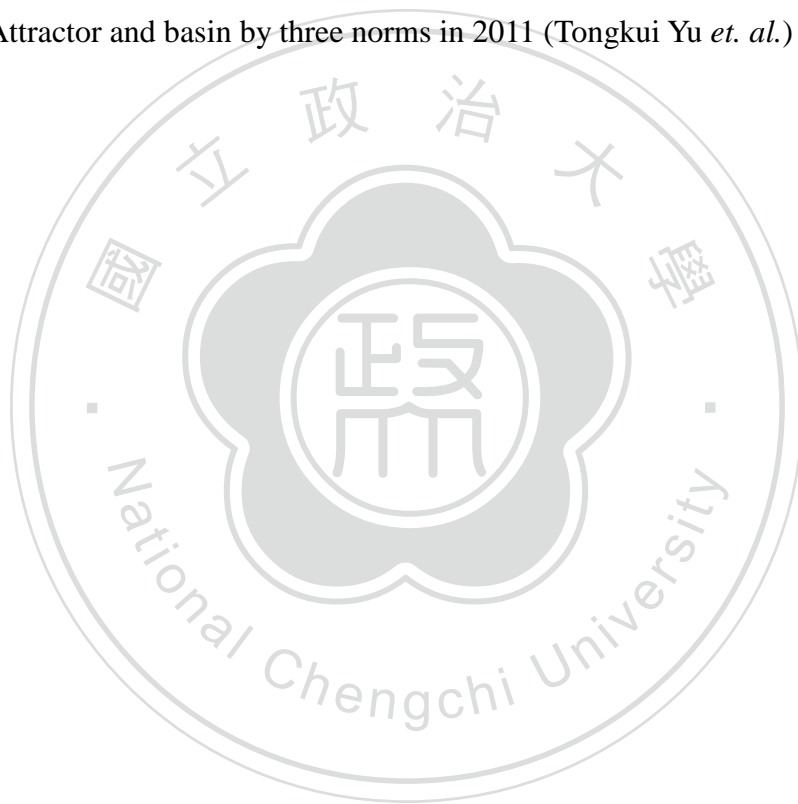 Attractor and basin by three norms in 2011 (Tongkui Yu et. al.)
國立政治大學
政
National Chengchi University